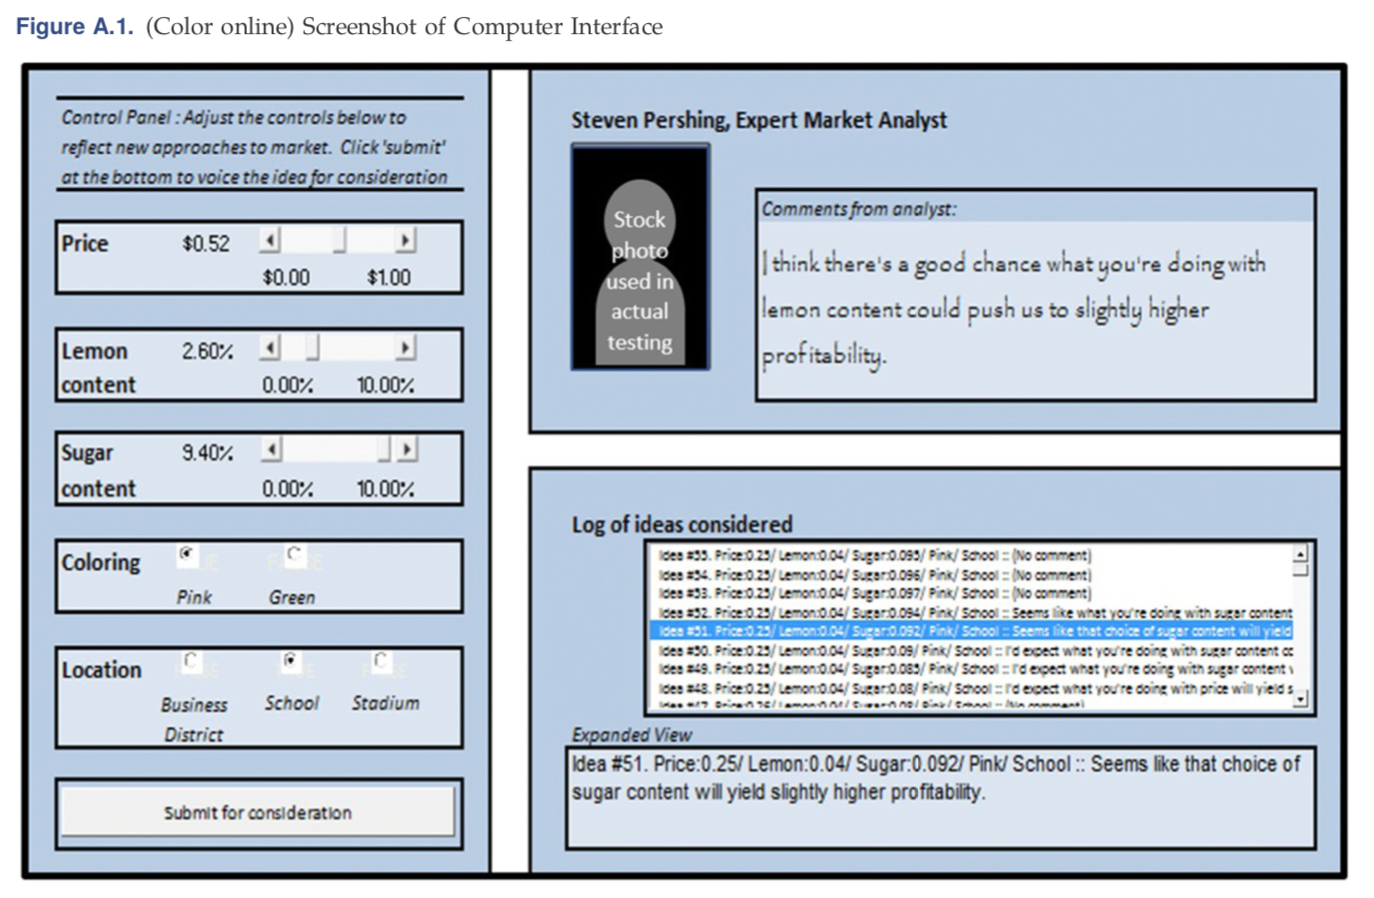 Figure A.1. (Color online) Screenshot of Computer Interface
Control Panel : Adjust the controls below to
reflect new approaches to market. Click 'submit'
at the bottom to voice the idea for consideration
Price $0.52
$0.00 $1.00
Lemon 2.60%
content 0.00% 10.00%
Sugar 9.40%
content 0.00% 10.00%
Coloring
Pink Green
Location
Business School Stadium
District
Submit for consideration
Steven Pershing, Expert Market Analyst
Stock
photo
used in
actual
testing
Comments from analyst:
I think there's a good chance what you're doing with
lemon content could push us to slightly higher
profitability.
Log of ideas considered
Price:0.25/ Lemon:0.04/ Sugar:0.095/ Pink/ School :: (No comment)
Idea #54. Price:0.25/ Lemon:0.04/ Sugar:0.096/ Pink/ School :: (No comment)
Idea #53. Price:0.25/ Lemon:0.04/ Sugar:0.097/ Pink/ School :: (No comment)
Idea #52. Price:0.25/ Lemon:0.04/ Sugar:0.094/ Pink/ School :: Seems like what you're doing with sugar content
Idea #51. Price:0.25/ Lemon:0.04/ Sugar:0.092/ Pink/ School :: Seems like that choice of sugar content will yield
Idea #50. Price:0.25/ Lemon:0.04/ Sugar:0.09/ Pink/ School :: I'd expect what you're doing with sugar content
Idea #49. Price:0.25/ Lemon:0.04/ Sugar:0.085/ Pink/ School :: I'd expect what you're doing with sugar content
Idea #48. Price:0.25/ Lemon:0.04/ Sugar:0.08/ Pink/ School :: I'd expect what you're doing with price will yield s
Expanded View
Idea #51. Price:0.25/ Lemon:0.04/ Sugar:0.092/ Pink/ School :: Seems like that choice of
sugar content will yield slightly higher profitability.